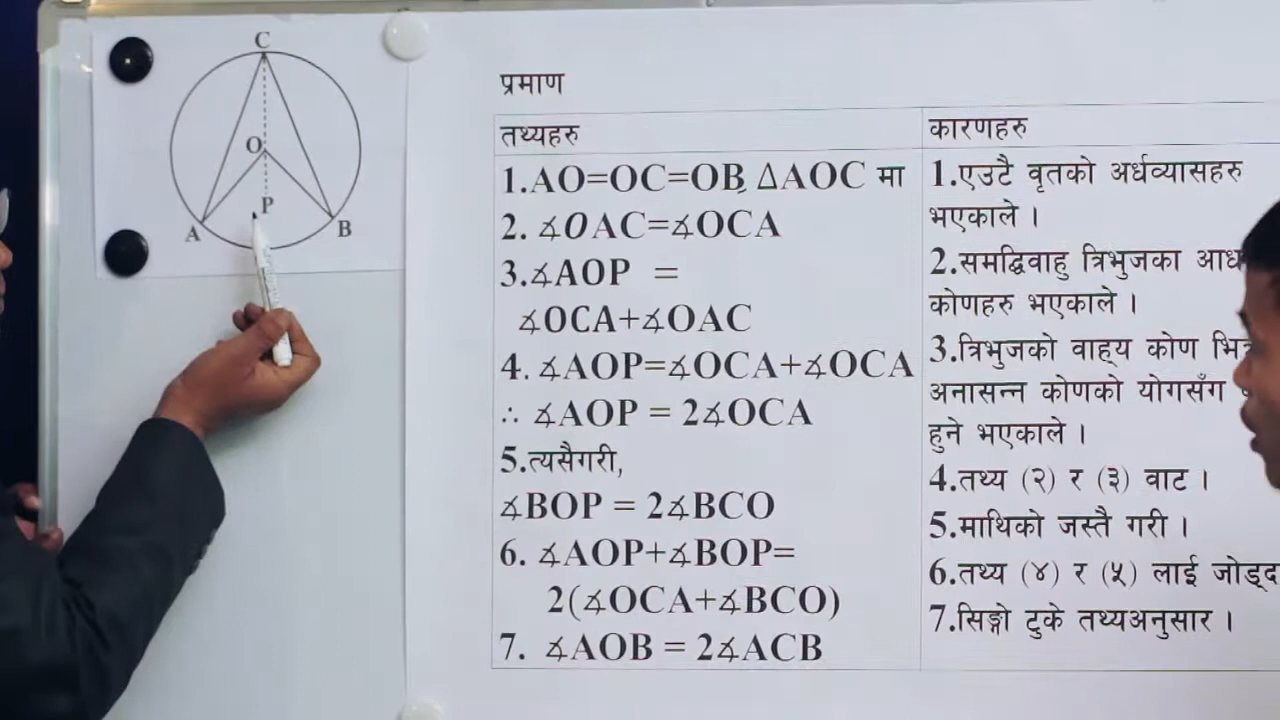 C
O
P
A
B
प्रमाण
तथ्यहरु
1.AO=OC=OB, ΔAOC मा
2. ∡OAC=∡OCA
3.∡AOP =
∡OCA+∡OAC
4. ∡AOP=∡OCA+∡OCA
∴ ∡AOP = 2∡OCA
5.त्यसैगरी,
∡BOP = 2∡BCO
6. ∡AOP+∡BOP=
2(∡OCA+∡BCO)
7. ∡AOB = 2∡ACB
कारणहरु
1.एउटै वृतको अर्धव्यासहरु
भएकाले ।
2.समद्विवाहु त्रिभुजका
कोणहरु भएकाले ।
3.त्रिभुजको वाह्य कोण
अनासन्न कोणको योगसँग
हुने भएकाले ।
4.तथ्य (२) र (३) वाट ।
5.माथिको जस्तै गरी ।
6.तथ्य (४) र (५) लाई
7.सिङ्गो टुके तथ्यअनुसार ।